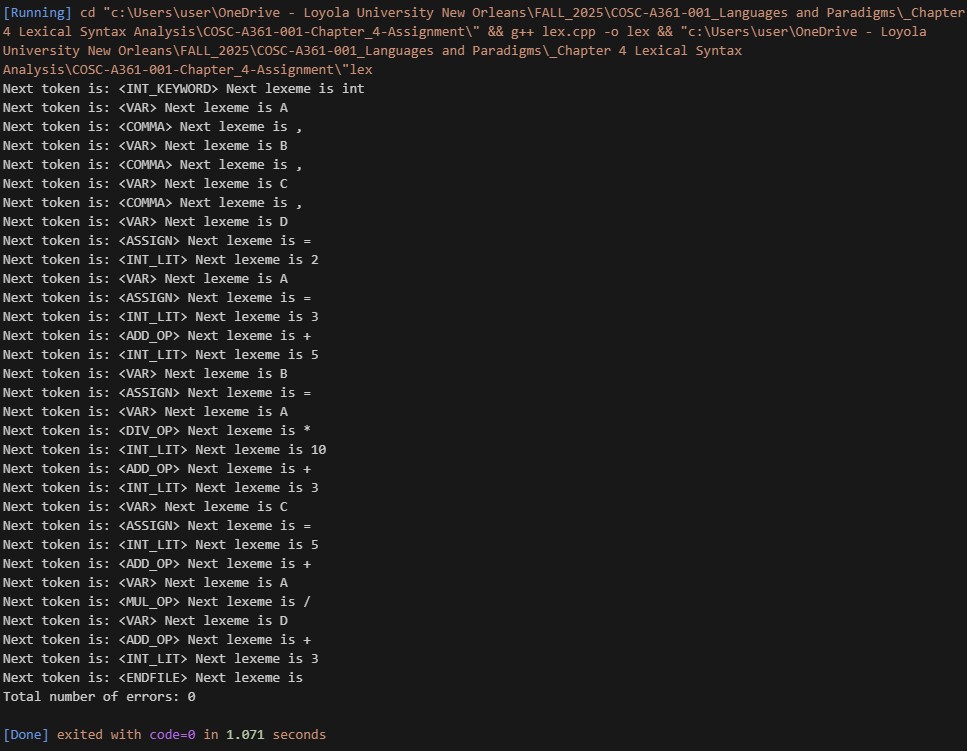 [Running] cd "c:\Users\user\OneDrive - Loyola University New Orleans\FALL_2025\COSC-A361-001_Languages and Paradigms\_Chapter
4 Lexical Syntax Analysis\COSC-A361-001-Chapter_4-Assignment\" && g++ lex.cpp -o lex && "c:\Users\user\OneDrive - Loyola
University New Orleans\FALL_2025\COSC-A361-001_Languages and Paradigms\_Chapter 4 Lexical Syntax
Analysis\COSC-A361-001-Chapter_4-Assignment\"lex
Next token is: <INT_KEYWORD> Next lexeme is int
Next token is: <VAR> Next lexeme is A
Next token is: <COMMA> Next lexeme is ,
Next token is: <VAR> Next lexeme is B
Next token is: <COMMA> Next lexeme is ,
Next token is: <VAR> Next lexeme is C
Next token is: <COMMA> Next lexeme is ,
Next token is: <VAR> Next lexeme is D
Next token is: <ASSIGN> Next lexeme is =
Next token is: <INT_LIT> Next lexeme is 2
Next token is: <VAR> Next lexeme is A
Next token is: <ASSIGN> Next lexeme is =
Next token is: <INT_LIT> Next lexeme is 3
Next token is: <ADD_OP> Next lexeme is +
Next token is: <INT_LIT> Next lexeme is 5
Next token is: <VAR> Next lexeme is B
Next token is: <ASSIGN> Next lexeme is =
Next token is: <VAR> Next lexeme is A
Next token is: <DIV_OP> Next lexeme is *
Next token is: <INT_LIT> Next lexeme is 10
Next token is: <ADD_OP> Next lexeme is +
Next token is: <INT_LIT> Next lexeme is 3
Next token is: <VAR> Next lexeme is C
Next token is: <ASSIGN> Next lexeme is =
Next token is: <INT_LIT> Next lexeme is 5
Next token is: <ADD_OP> Next lexeme is +
Next token is: <VAR> Next lexeme is A
Next token is: <MUL_OP> Next lexeme is /
Next token is: <VAR> Next lexeme is D
Next token is: <ADD_OP> Next lexeme is +
Next token is: <INT_LIT> Next lexeme is 3
Next token is: <ENDFILE> Next lexeme is
Total number of errors: 0
[Done] exited with code=0 in 1.071 seconds